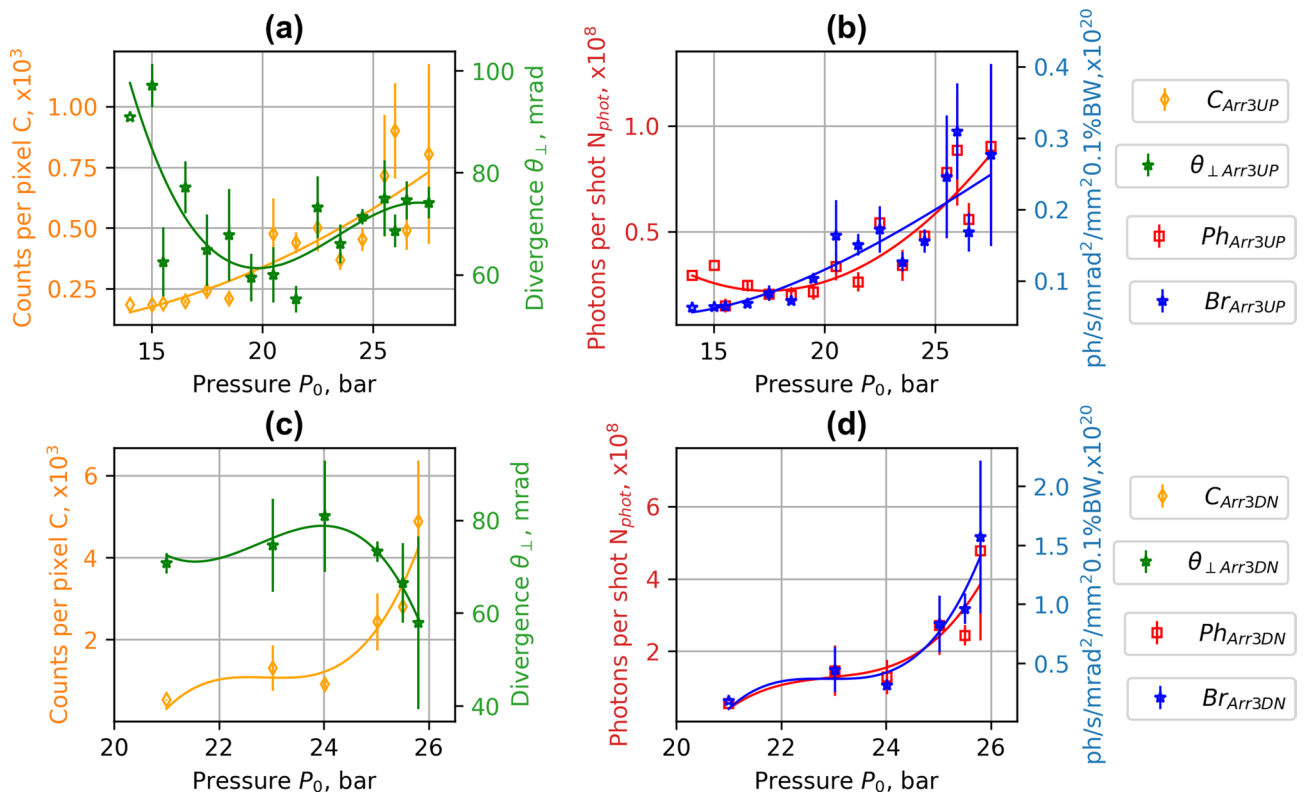 (a)
Counts per pixel C, x10³
1.00
0.75
0.50
0.25
15
20
25
Pressure P₀, bar
100
80
60
Divergence θ⊥, mrad
(b)
Photons per shot N_phot, x10⁸
1.0
0.5
15
20
25
Pressure P₀, bar
0.4
0.3
0.2
0.1
ph/s/mrad²/mm²0.1%BW,x10²⁰
C_Arr3UP
θ⊥Arr3UP
Ph_Arr3UP
Br_Arr3UP
(c)
Counts per pixel C, x10³
6
4
2
20
22
24
26
Pressure P₀, bar
80
60
40
Divergence θ⊥, mrad
(d)
Photons per shot N_phot, x10⁸
6
4
2
20
22
24
26
Pressure P₀, bar
2.0
1.5
1.0
0.5
ph/s/mrad²/mm²0.1%BW,x10²⁰
C_Arr3DN
θ⊥Arr3DN
Ph_Arr3DN
Br_Arr3DN